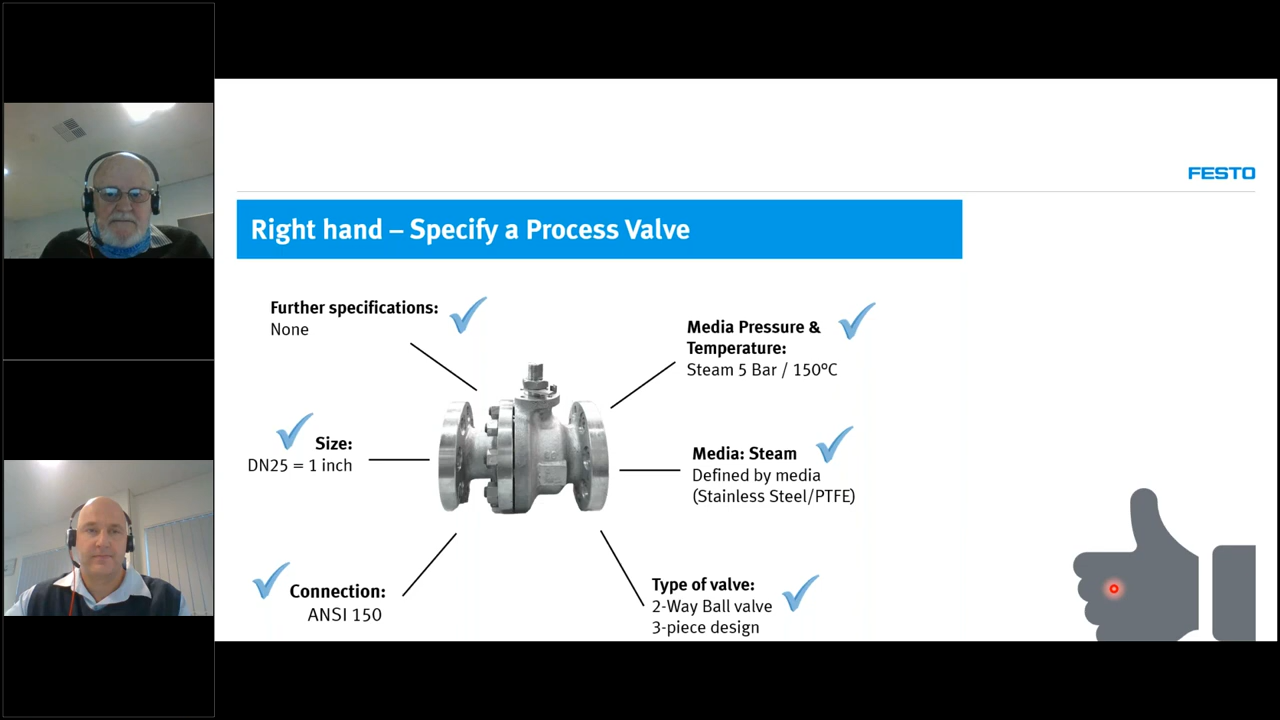 FESTO
Right hand – Specify a Process Valve
Further specifications:
None
Media Pressure &
Temperature:
Steam 5 Bar / 150ºC
Size:
DN25 = 1 inch
Media: Steam
Defined by media
(Stainless Steel/PTFE)
Connection:
ANSI 150
Type of valve:
2-Way Ball valve
3-piece design